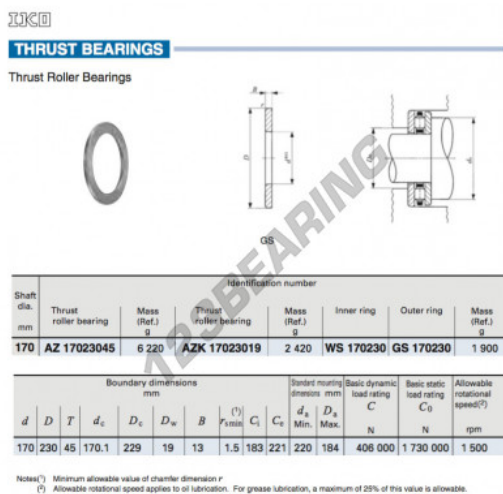 IKO
THRUST BEARINGS
Thrust Roller Bearings
GS
123BEARING
Identification number
Shaft dia. mm | Thrust roller bearing | Mass (Ref.) g | Thrust roller bearing | Mass (Ref.) g | Inner ring | Outer ring | Mass (Ref.) g
170 | AZ 17023045 | 6 220 | AZK 17023019 | 2 420 | WS 170230 | GS 170230 | 1 900
Boundary dimensions mm | Standard mounting dimensions mm | Basic dynamic load rating C N | Basic static load rating C0 N | Allowable rotational speed(2) rpm
d | D | T | dc | Dc | Dw | B | (1) rsmin | Ci | Ce | da Min. | Da Max.
170 | 230 | 45 | 170.1 | 229 | 19 | 13 | 1.5 | 183 | 221 | 220 | 184 | 406 000 | 1 730 000 | 1 500
Notes(1) Minimum allowable value of chamfer dimension r
(2) Allowable rotational speed applies to oil lubrication. For grease lubrication, a maximum of 25% of this value is allowable.